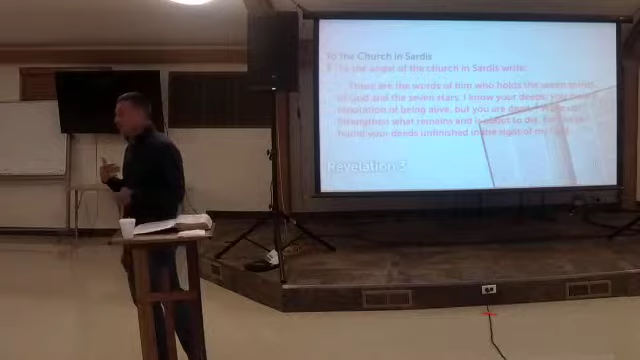 To the Church in Sardis
3 To the angel of the church in Sardis write:
These are the words of him who holds the seven spirits
of God and the seven stars. I know your deeds; you have a
reputation of being alive, but you are dead. Wake up!
Strengthen what remains and is about to die, for I have
found your deeds unfinished in the sight of my God.
Revelation 3